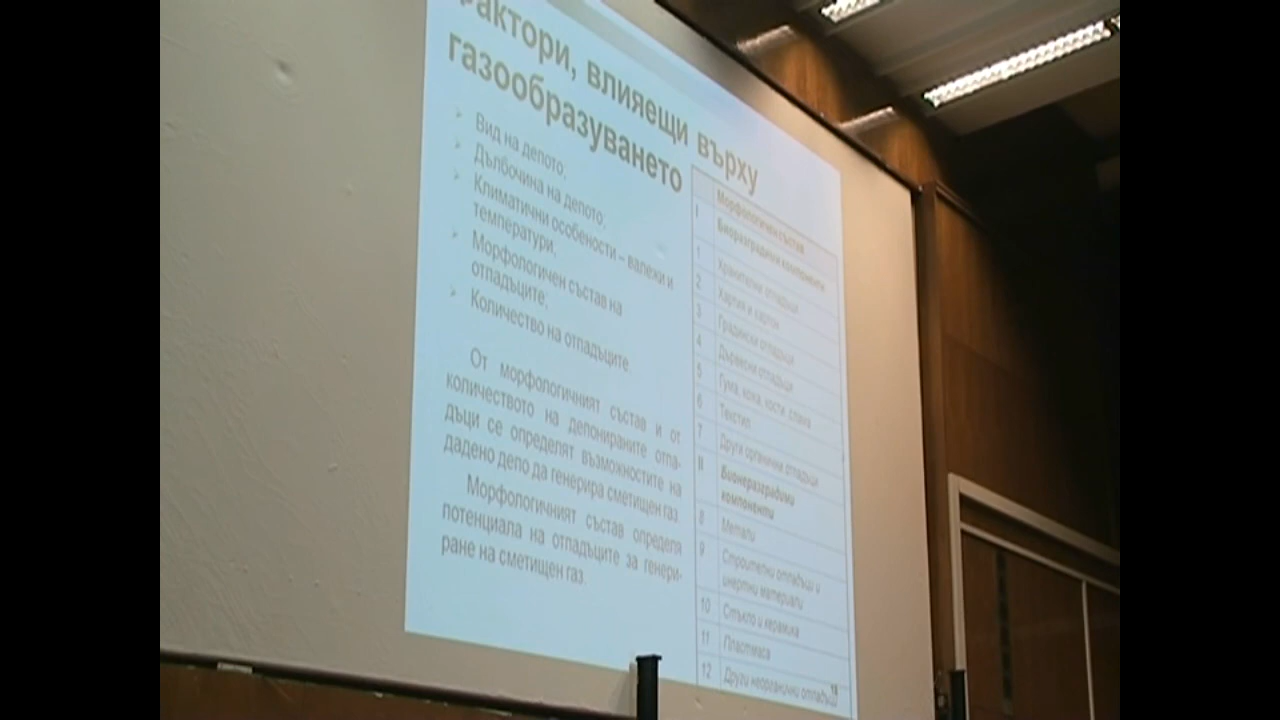 фактори, влияещи върху
газообразуването
Вид на депото;
Дълбочина на депото;
Климатични особености – валежи и
температури;
Морфологичен състав на
отпадъците;
Количество на отпадъците
От морфологичният състав и от
количеството на депонираните отпа-
дъци се определят възможностите на
дадено депо да генерира сметищен газ.
Морфологичният състав определя
потенциала на отпадъците за генери-
ране на сметищен газ.
Морфологичен състав
I Биоразградими компоненти
1 Хранителни отпадъци
2 Хартия и картон
3 Градински отпадъци
4 Дървесни отпадъци
5 Гума, кожа, кости, слама
6 Текстил
7 Други органични отпадъци
II Бионеразградими
компоненти
8 Метали
9 Строителни отпадъци и
инертни материали
10 Стъкло и керамика
11 Пластмаса
12 Други неорганични отпадъци
18